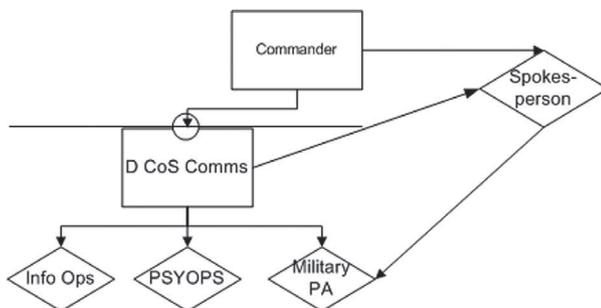 Commander
Spokes-
person
D CoS Comms
Info Ops
PSYOPS
Military
PA